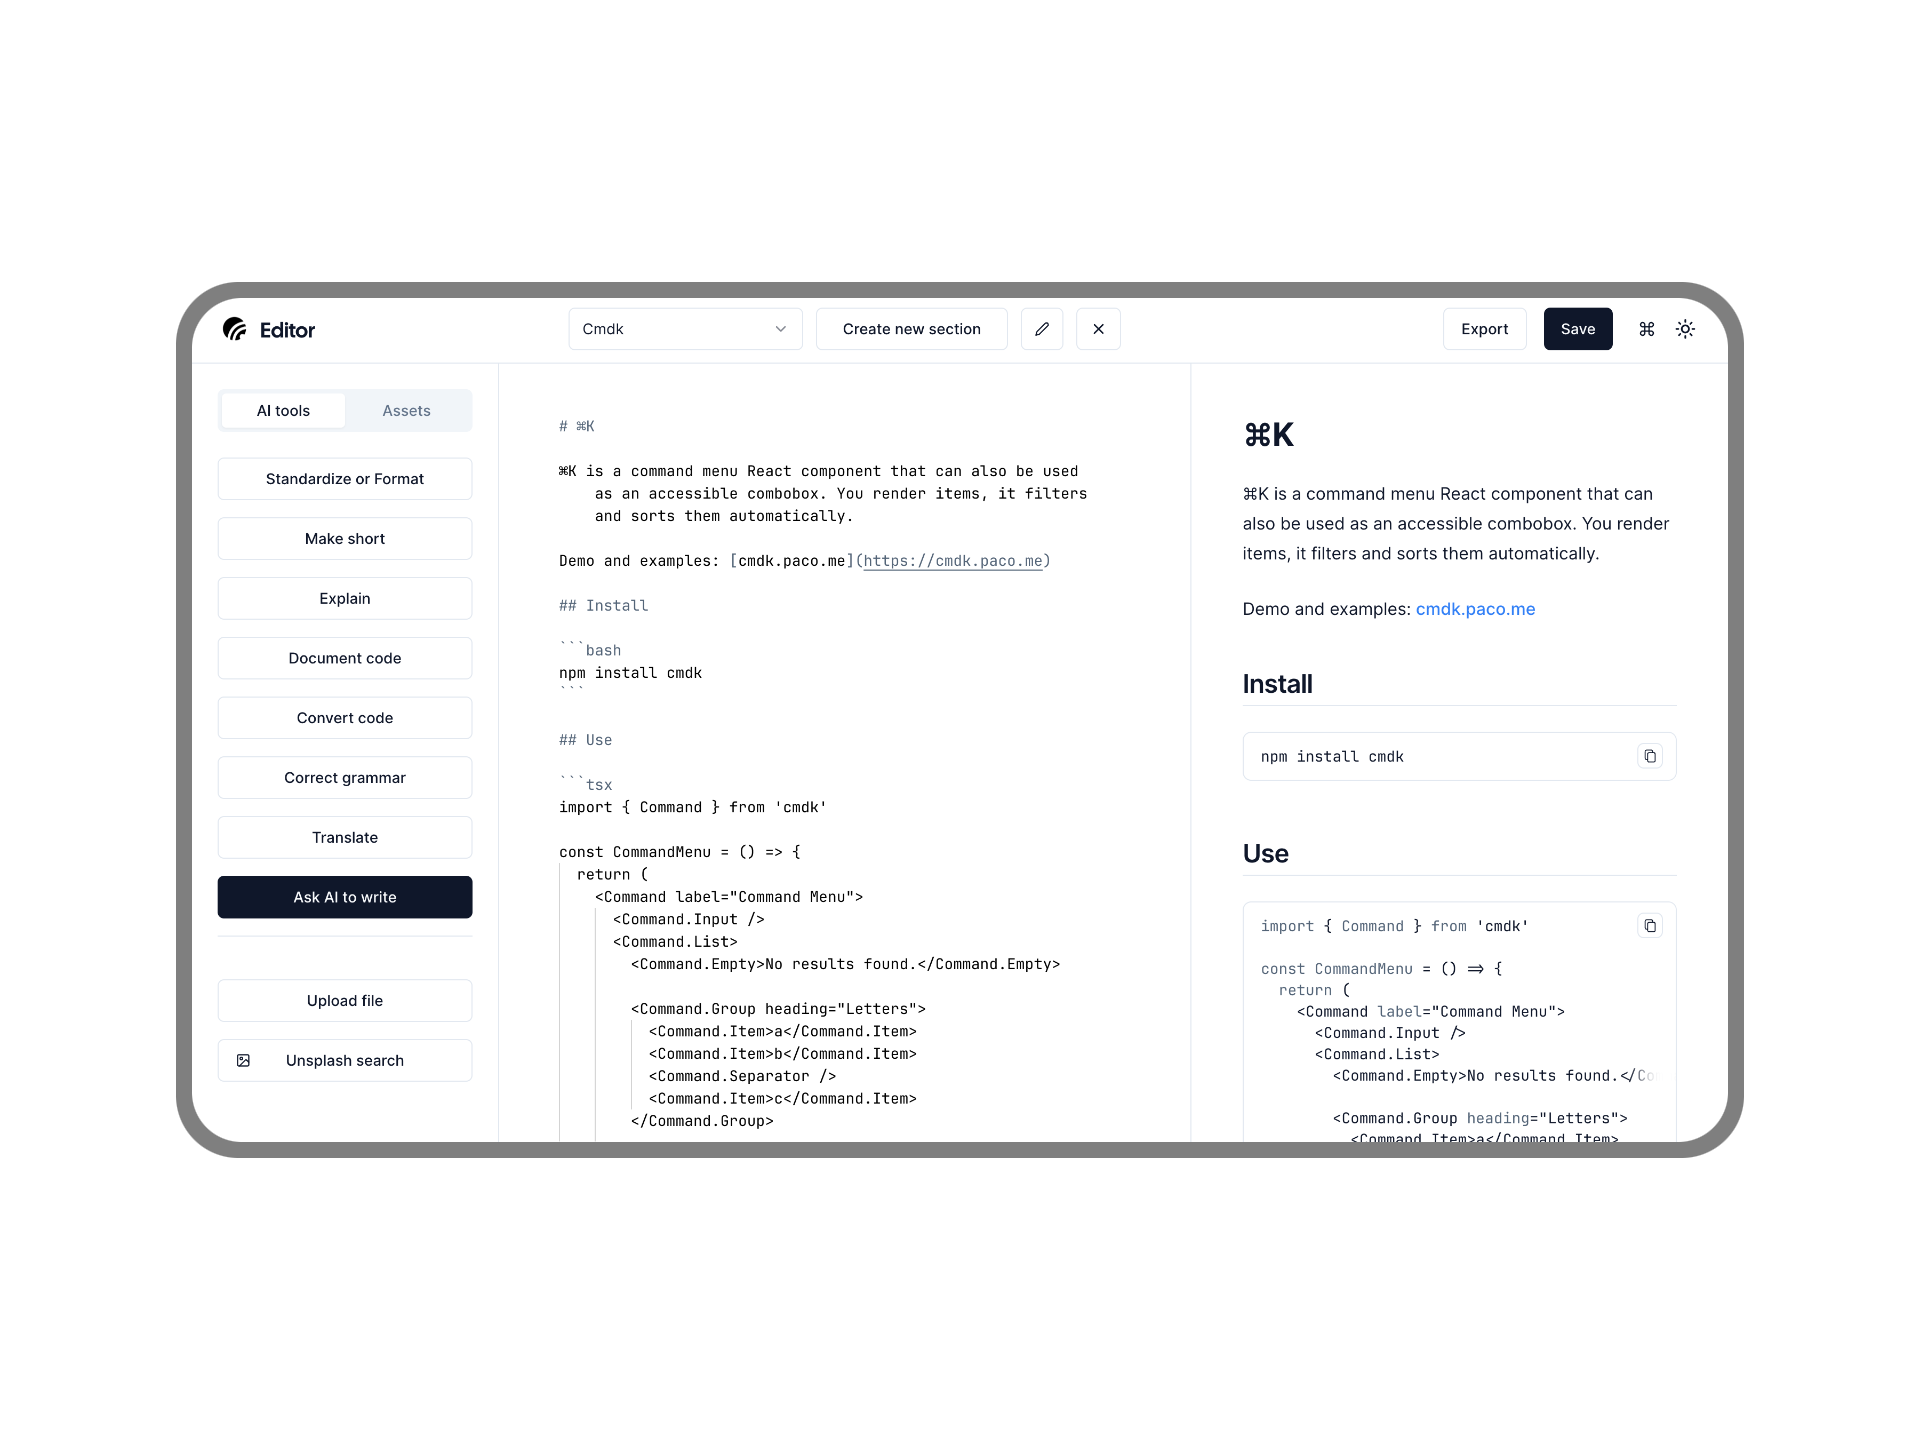 Editor
Cmdk
Create new section
Export
Save
⌘
AI tools
Assets
Standardize or Format
Make short
Explain
Document code
Convert code
Correct grammar
Translate
Ask AI to write
Upload file
Unsplash search
# ⌘K
⌘K is a command menu React component that can also be used
as an accessible combobox. You render items, it filters
and sorts them automatically.
Demo and examples: [cmdk.paco.me](https://cmdk.paco.me)
## Install
```bash
npm install cmdk
```
## Use
```tsx
import { Command } from 'cmdk'
const CommandMenu = () => {
return (
<Command label="Command Menu">
<Command.Input />
<Command.List>
<Command.Empty>No results found.</Command.Empty>
<Command.Group heading="Letters">
<Command.Item>a</Command.Item>
<Command.Item>b</Command.Item>
<Command.Separator />
<Command.Item>c</Command.Item>
</Command.Group>
⌘K
⌘K is a command menu React component that can
also be used as an accessible combobox. You render
items, it filters and sorts them automatically.
Demo and examples: cmdk.paco.me
Install
npm install cmdk
Use
import { Command } from 'cmdk'
const CommandMenu = () => {
return (
<Command label="Command Menu">
<Command.Input />
<Command.List>
<Command.Empty>No results found.</Co
<Command.Group heading="Letters">
<Command.Item>a</Command.Item>